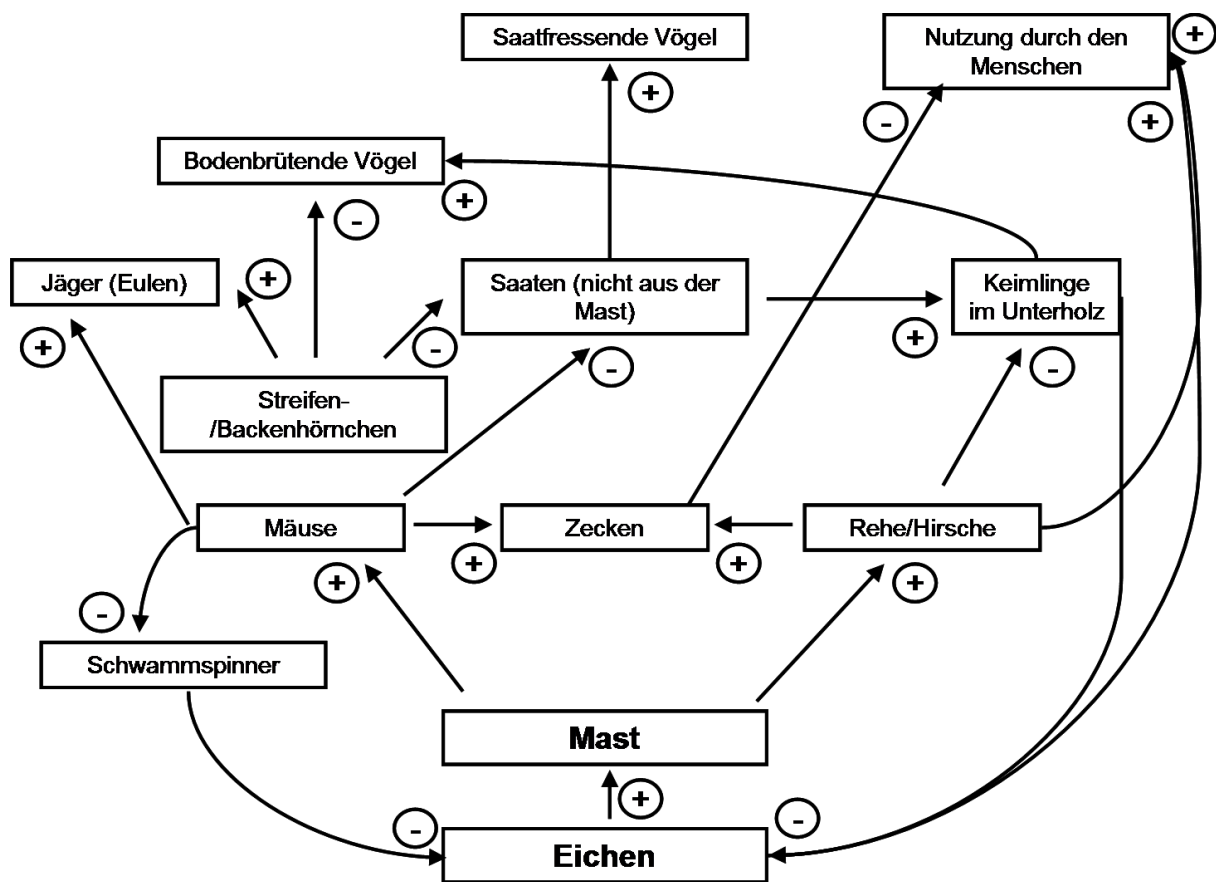 Saatfressende Vögel
Nutzung durch den
Menschen
+
+
+
-
Bodenbrütende Vögel
+
-
Jäger (Eulen)
+
+
Saaten (nicht aus der
Mast)
-
-
Keimlinge
im Unterholz
+
-
Streifen-
/Backenhörnchen
Mäuse
+
Zecken
+
+
Rehe/Hirsche
+
-
Schwammspinner
Mast
+
-
-
Eichen